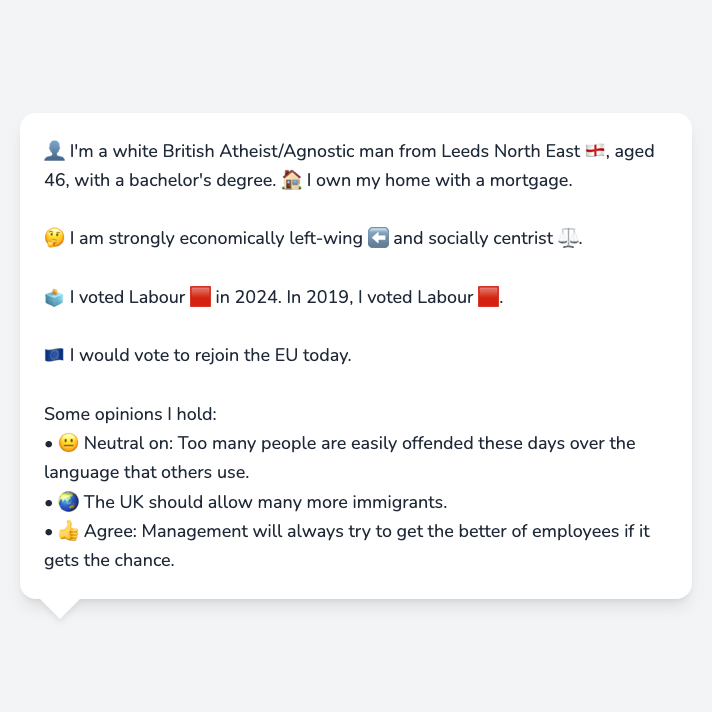 👤 I'm a white British Atheist/Agnostic man from Leeds North East 🏴󠁧󠁢󠁥󠁮󠁧󠁿, aged
46, with a bachelor's degree. 🏠 I own my home with a mortgage.
🤔 I am strongly economically left-wing ⬅️ and socially centrist ⚖️.
🗳️ I voted Labour 🟥 in 2024. In 2019, I voted Labour 🟥.
🇪🇺 I would vote to rejoin the EU today.
Some opinions I hold:
• 😐 Neutral on: Too many people are easily offended these days over the
language that others use.
• 🌏 The UK should allow many more immigrants.
• 👍 Agree: Management will always try to get the better of employees if it
gets the chance.